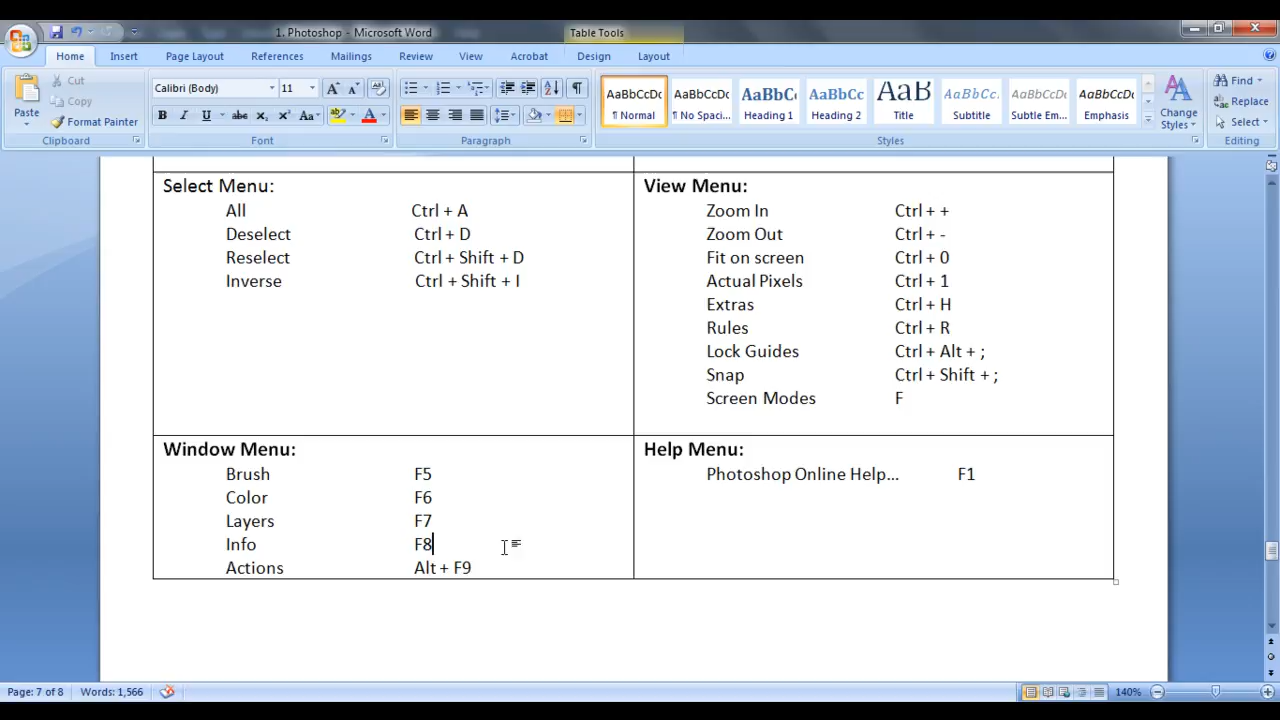 1. Photoshop - Microsoft Word
Table Tools
Home Insert Page Layout References Mailings Review View Acrobat Design Layout
Paste
Cut
Copy
Format Painter
Clipboard
Calibri (Body) 11
B I U abc X₂ X² Aa
Font
Paragraph
AaBbCcDc AaBbCcDc AaBbC AaBbCc AaB AaBbCc. AaBbCcDc AaBbCcDc
¶ Normal ¶ No Spaci... Heading 1 Heading 2 Title Subtitle Subtle Em... Emphasis
Change
Styles
Styles
Find
Replace
Select
Editing
Select Menu:
All Ctrl + A
Deselect Ctrl + D
Reselect Ctrl + Shift + D
Inverse Ctrl + Shift + I
View Menu:
Zoom In Ctrl + +
Zoom Out Ctrl + -
Fit on screen Ctrl + 0
Actual Pixels Ctrl + 1
Extras Ctrl + H
Rules Ctrl + R
Lock Guides Ctrl + Alt + ;
Snap Ctrl + Shift + ;
Screen Modes F
Window Menu:
Brush F5
Color F6
Layers F7
Info F8
Actions Alt + F9
Help Menu:
Photoshop Online Help... F1
Page: 7 of 8 Words: 1,566 140%